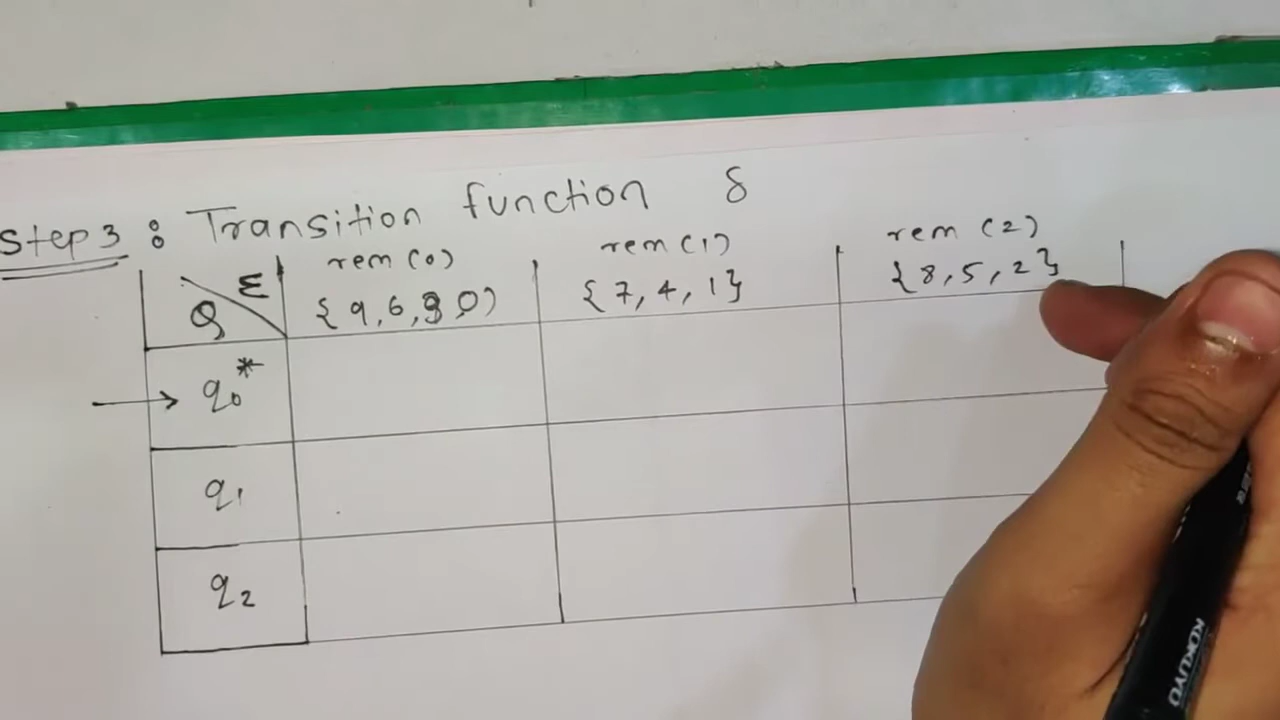 Step 3 : Transition function δ
rem (0) rem (1) rem (2)
Q Σ {9, 6, 3, 0} {7, 4, 1} {8, 5, 2}
→ q0*
q1
q2
KOKUYO